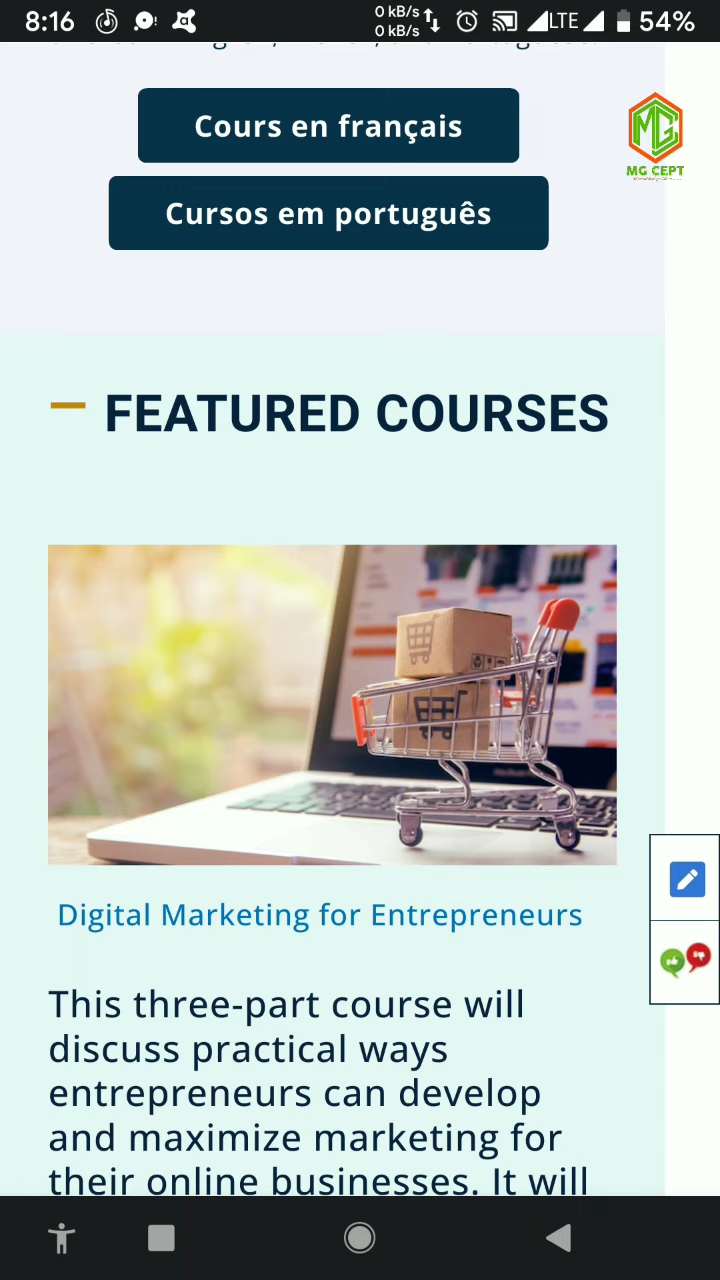 8:16
0 kB/s
0 kB/s
LTE
54%
Cours en français
MG CEPT
Cursos em português
FEATURED COURSES
Digital Marketing for Entrepreneurs
This three-part course will
discuss practical ways
entrepreneurs can develop
and maximize marketing for
their online businesses. It will